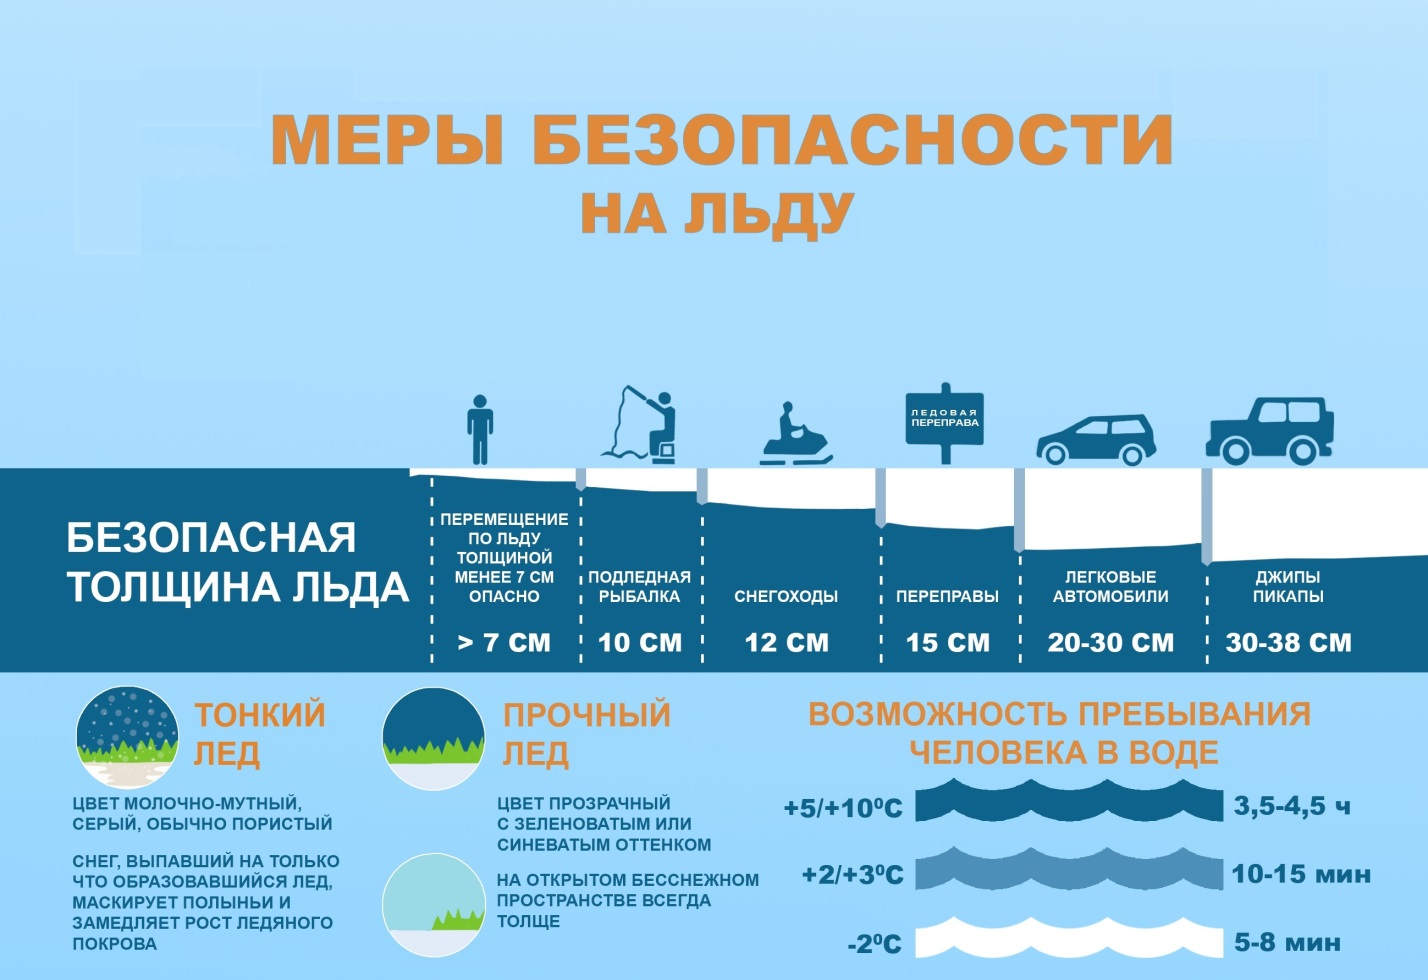 МЕРЫ БЕЗОПАСНОСТИ
НА ЛЬДУ
ЛЕДОВАЯ
ПЕРЕПРАВА
БЕЗОПАСНАЯ
ТОЛЩИНА ЛЬДА
ПЕРЕМЕЩЕНИЕ
ПО ЛЬДУ
ТОЛЩИНОЙ
МЕНЕЕ 7 СМ
ОПАСНО
> 7 СМ
ПОДЛЕДНАЯ
РЫБАЛКА
10 СМ
СНЕГОХОДЫ
12 СМ
ПЕРЕПРАВЫ
15 СМ
ЛЕГКОВЫЕ
АВТОМОБИЛИ
20-30 СМ
ДЖИПЫ
ПИКАПЫ
30-38 СМ
ТОНКИЙ
ЛЕД
ЦВЕТ МОЛОЧНО-МУТНЫЙ,
СЕРЫЙ, ОБЫЧНО ПОРИСТЫЙ
СНЕГ, ВЫПАВШИЙ НА ТОЛЬКО
ЧТО ОБРАЗОВАВШИЙСЯ ЛЕД,
МАСКИРУЕТ ПОЛЫНЬИ И
ЗАМЕДЛЯЕТ РОСТ ЛЕДЯНОГО
ПОКРОВА
ПРОЧНЫЙ
ЛЕД
ЦВЕТ ПРОЗРАЧНЫЙ
С ЗЕЛЕНОВАТЫМ ИЛИ
СИНЕВАТЫМ ОТТЕНКОМ
НА ОТКРЫТОМ БЕССНЕЖНОМ
ПРОСТРАНСТВЕ ВСЕГДА
ТОЛЩЕ
ВОЗМОЖНОСТЬ ПРЕБЫВАНИЯ
ЧЕЛОВЕКА В ВОДЕ
+5/+10⁰С 3,5-4,5 ч
+2/+3⁰С 10-15 мин
-2⁰С 5-8 мин